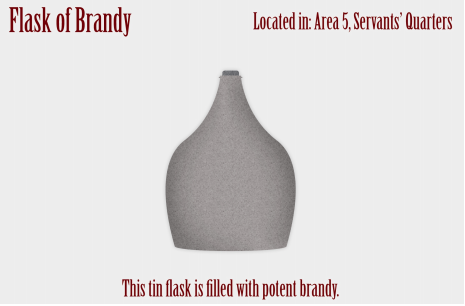 Flask of Brandy
Located in: Area 5, Servants' Quarters
This tin flask is filled with potent brandy.